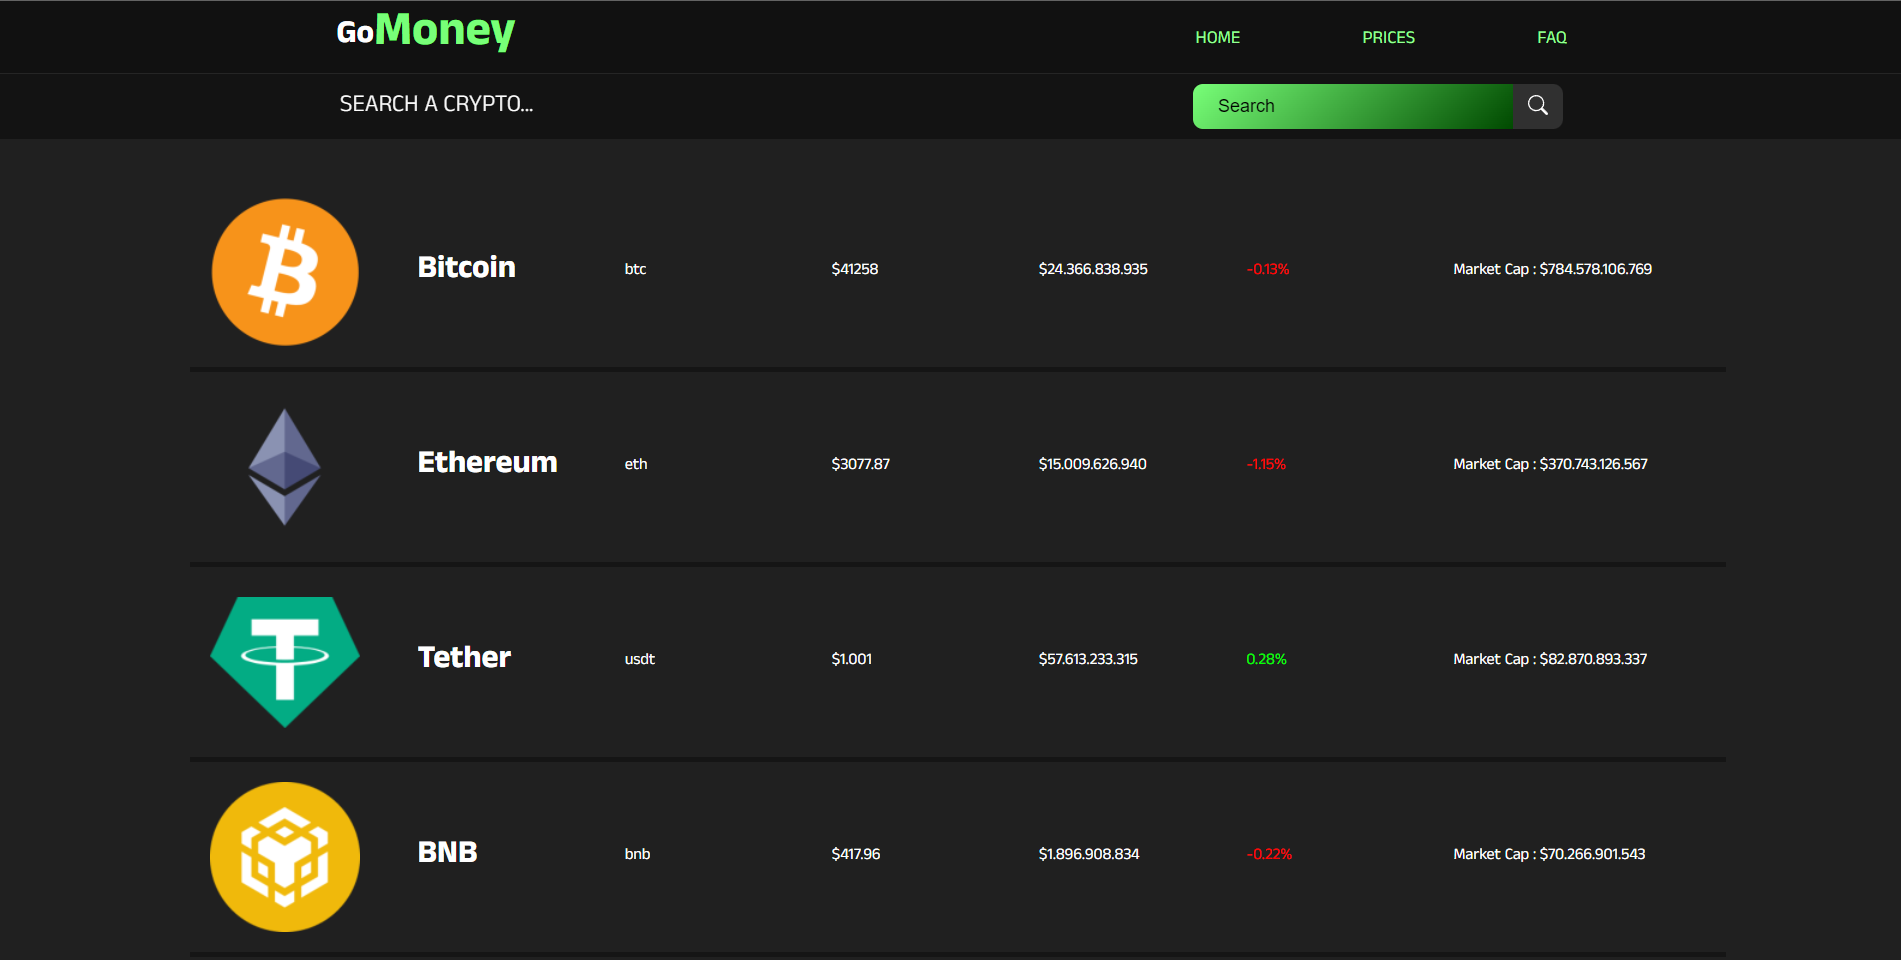 GoMoney HOME PRICES FAQ
SEARCH A CRYPTO... Search
Bitcoin btc $41258 $24.366.838.935 -0.13% Market Cap : $784.578.106.769
Ethereum eth $3077.87 $15.009.626.940 -1.15% Market Cap : $370.743.126.567
Tether usdt $1.001 $57.613.233.315 0.28% Market Cap : $82.870.893.337
BNB bnb $417.96 $1.896.908.834 -0.22% Market Cap : $70.266.901.543